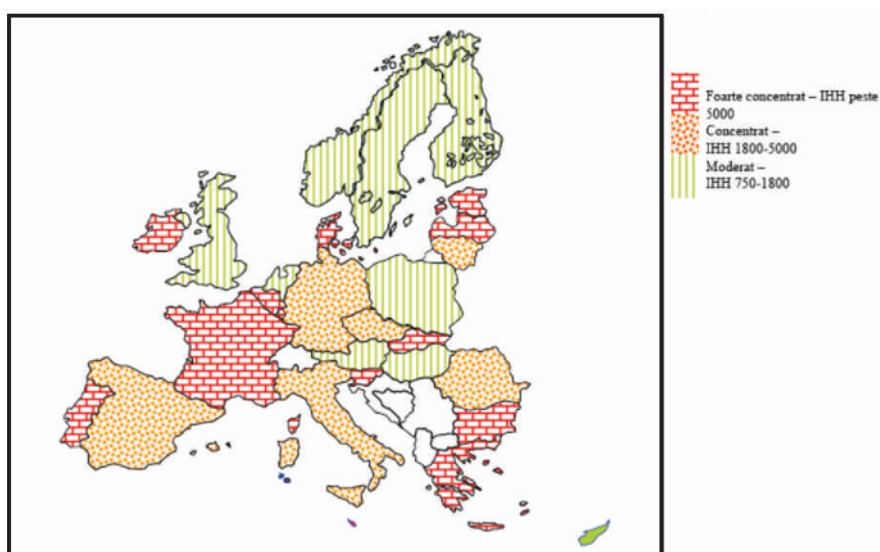 Foarte concentrat – IHH peste
5000
Concentrat –
IHH 1800-5000
Moderat –
IHH 750-1800